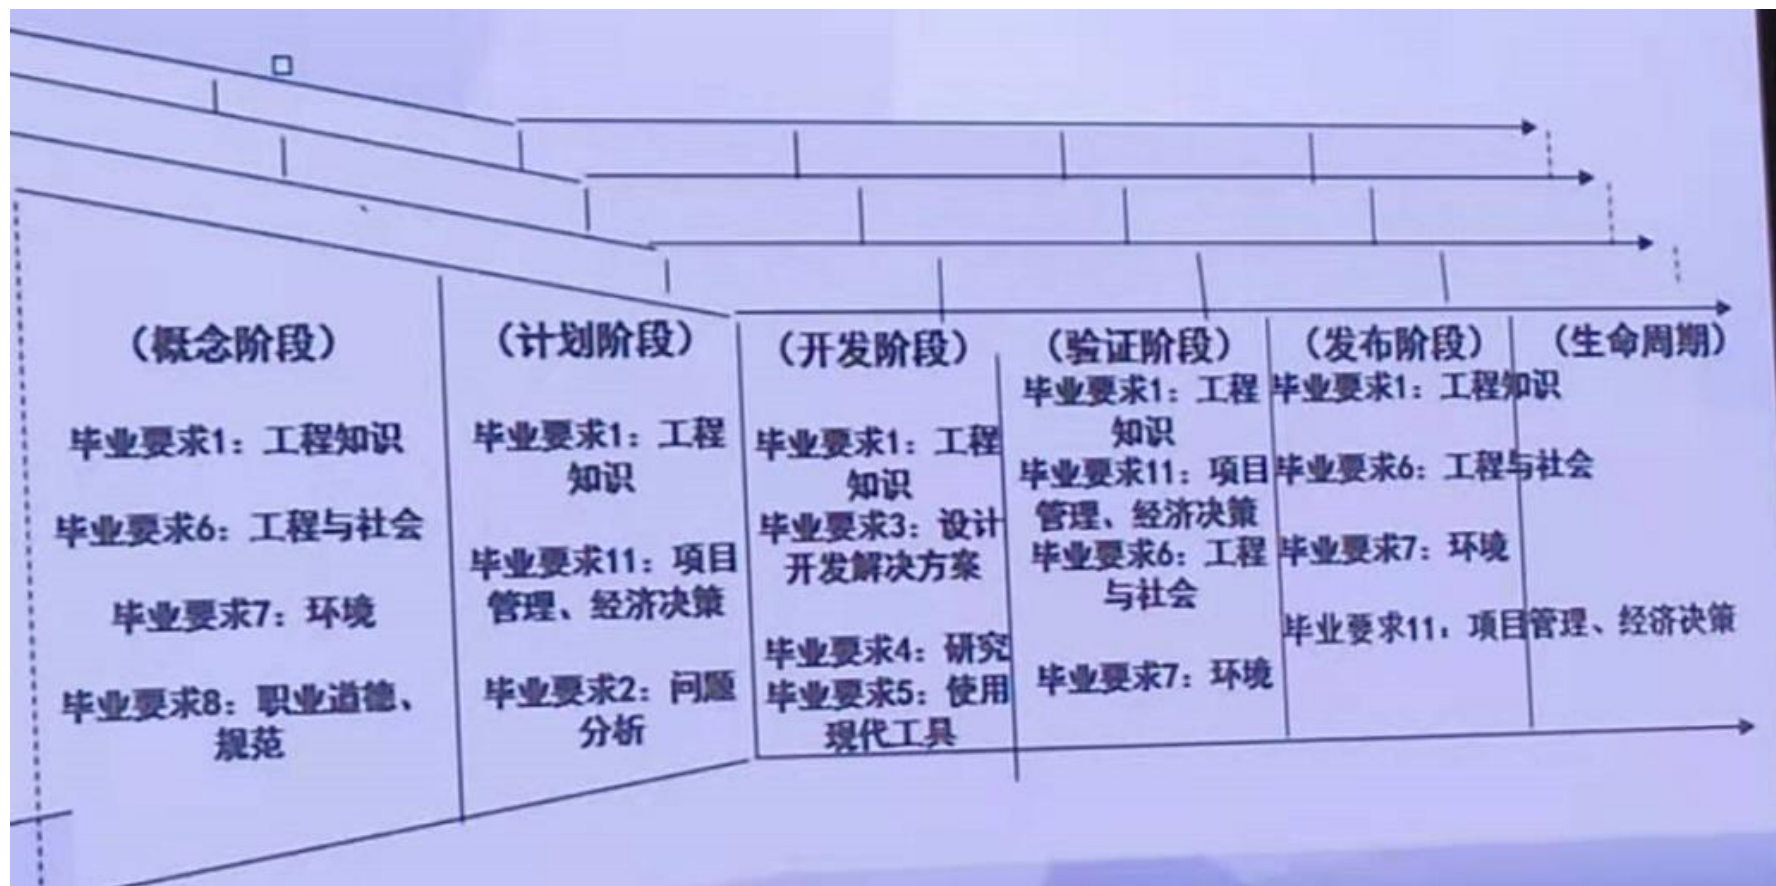 （概念阶段）
毕业要求1：工程知识
毕业要求6：工程与社会
毕业要求7：环境
毕业要求8：职业道德、
规范
（计划阶段）
毕业要求1：工程
知识
毕业要求11：项目
管理、经济决策
毕业要求2：问题
分析
（开发阶段）
毕业要求1：工程
知识
毕业要求3：设计
开发解决方案
毕业要求4：研究
毕业要求5：使用
现代工具
（验证阶段）
毕业要求1：工程
知识
毕业要求11：项目
管理、经济决策
毕业要求6：工程
与社会
毕业要求7：环境
（发布阶段）
毕业要求1：工程知识
毕业要求6：工程与社会
毕业要求7：环境
毕业要求11：项目管理、经济决策
（生命周期）